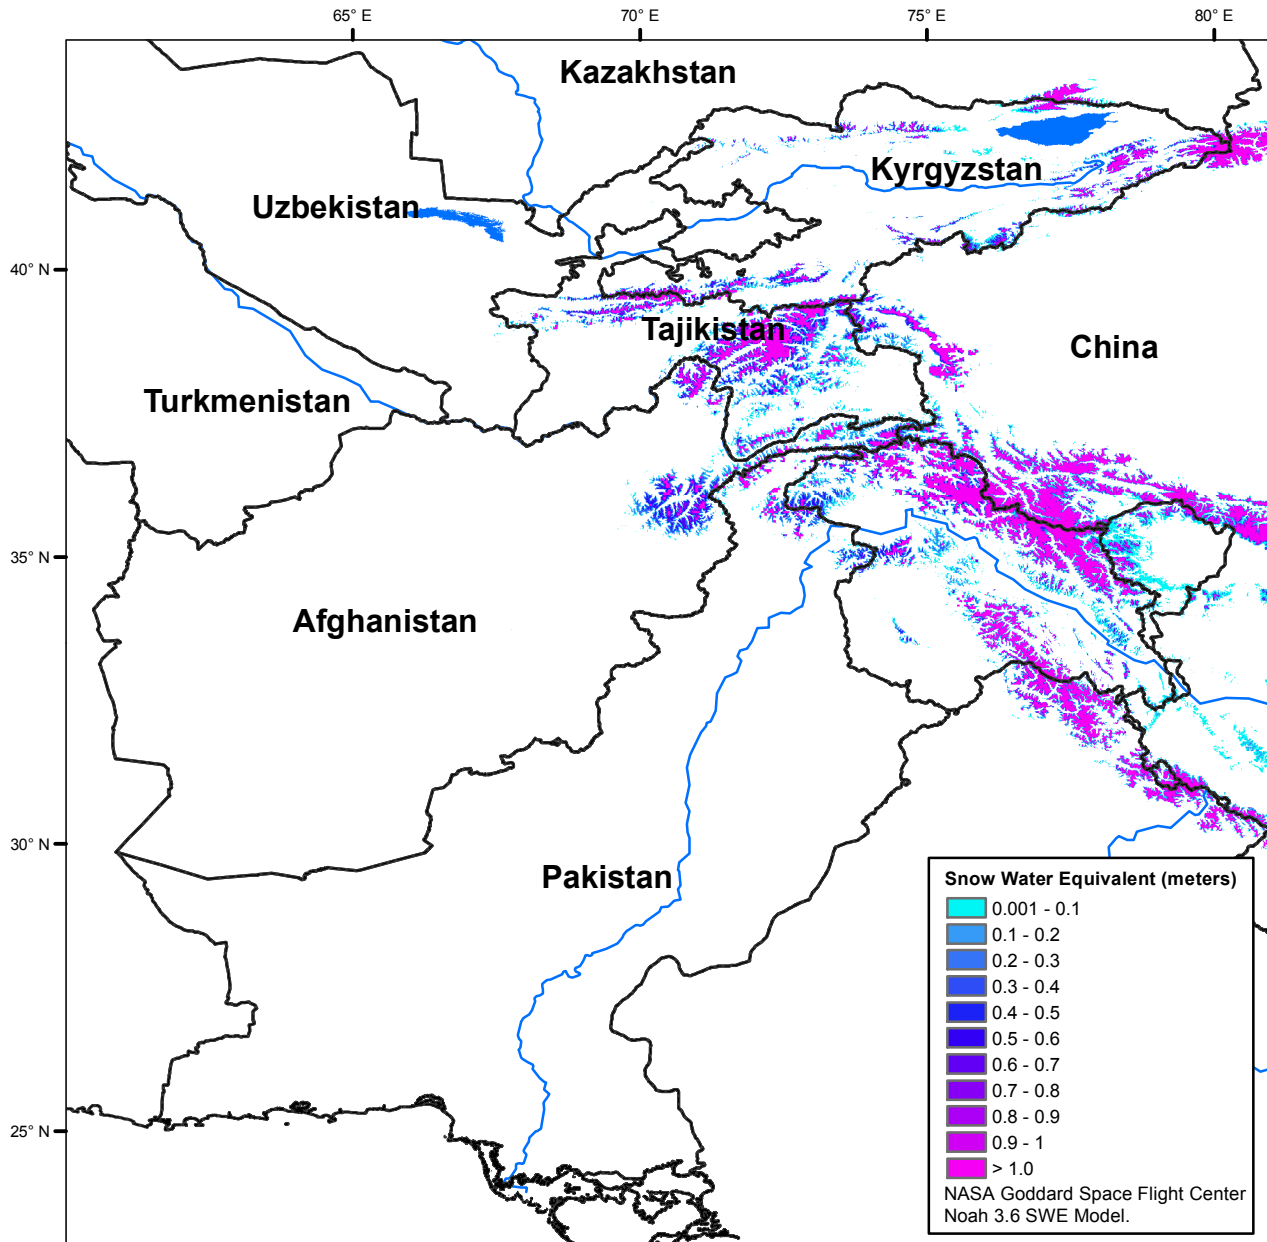 65° E
70° E
75° E
80° E
Kazakhstan
Kyrgyzstan
Uzbekistan
40° N
Tajikistan
China
Turkmenistan
35° N
Afghanistan
30° N
Pakistan
25° N
Snow Water Equivalent (meters)
0.001 - 0.1
0.1 - 0.2
0.2 - 0.3
0.3 - 0.4
0.4 - 0.5
0.5 - 0.6
0.6 - 0.7
0.7 - 0.8
0.8 - 0.9
0.9 - 1
> 1.0
NASA Goddard Space Flight Center
Noah 3.6 SWE Model.